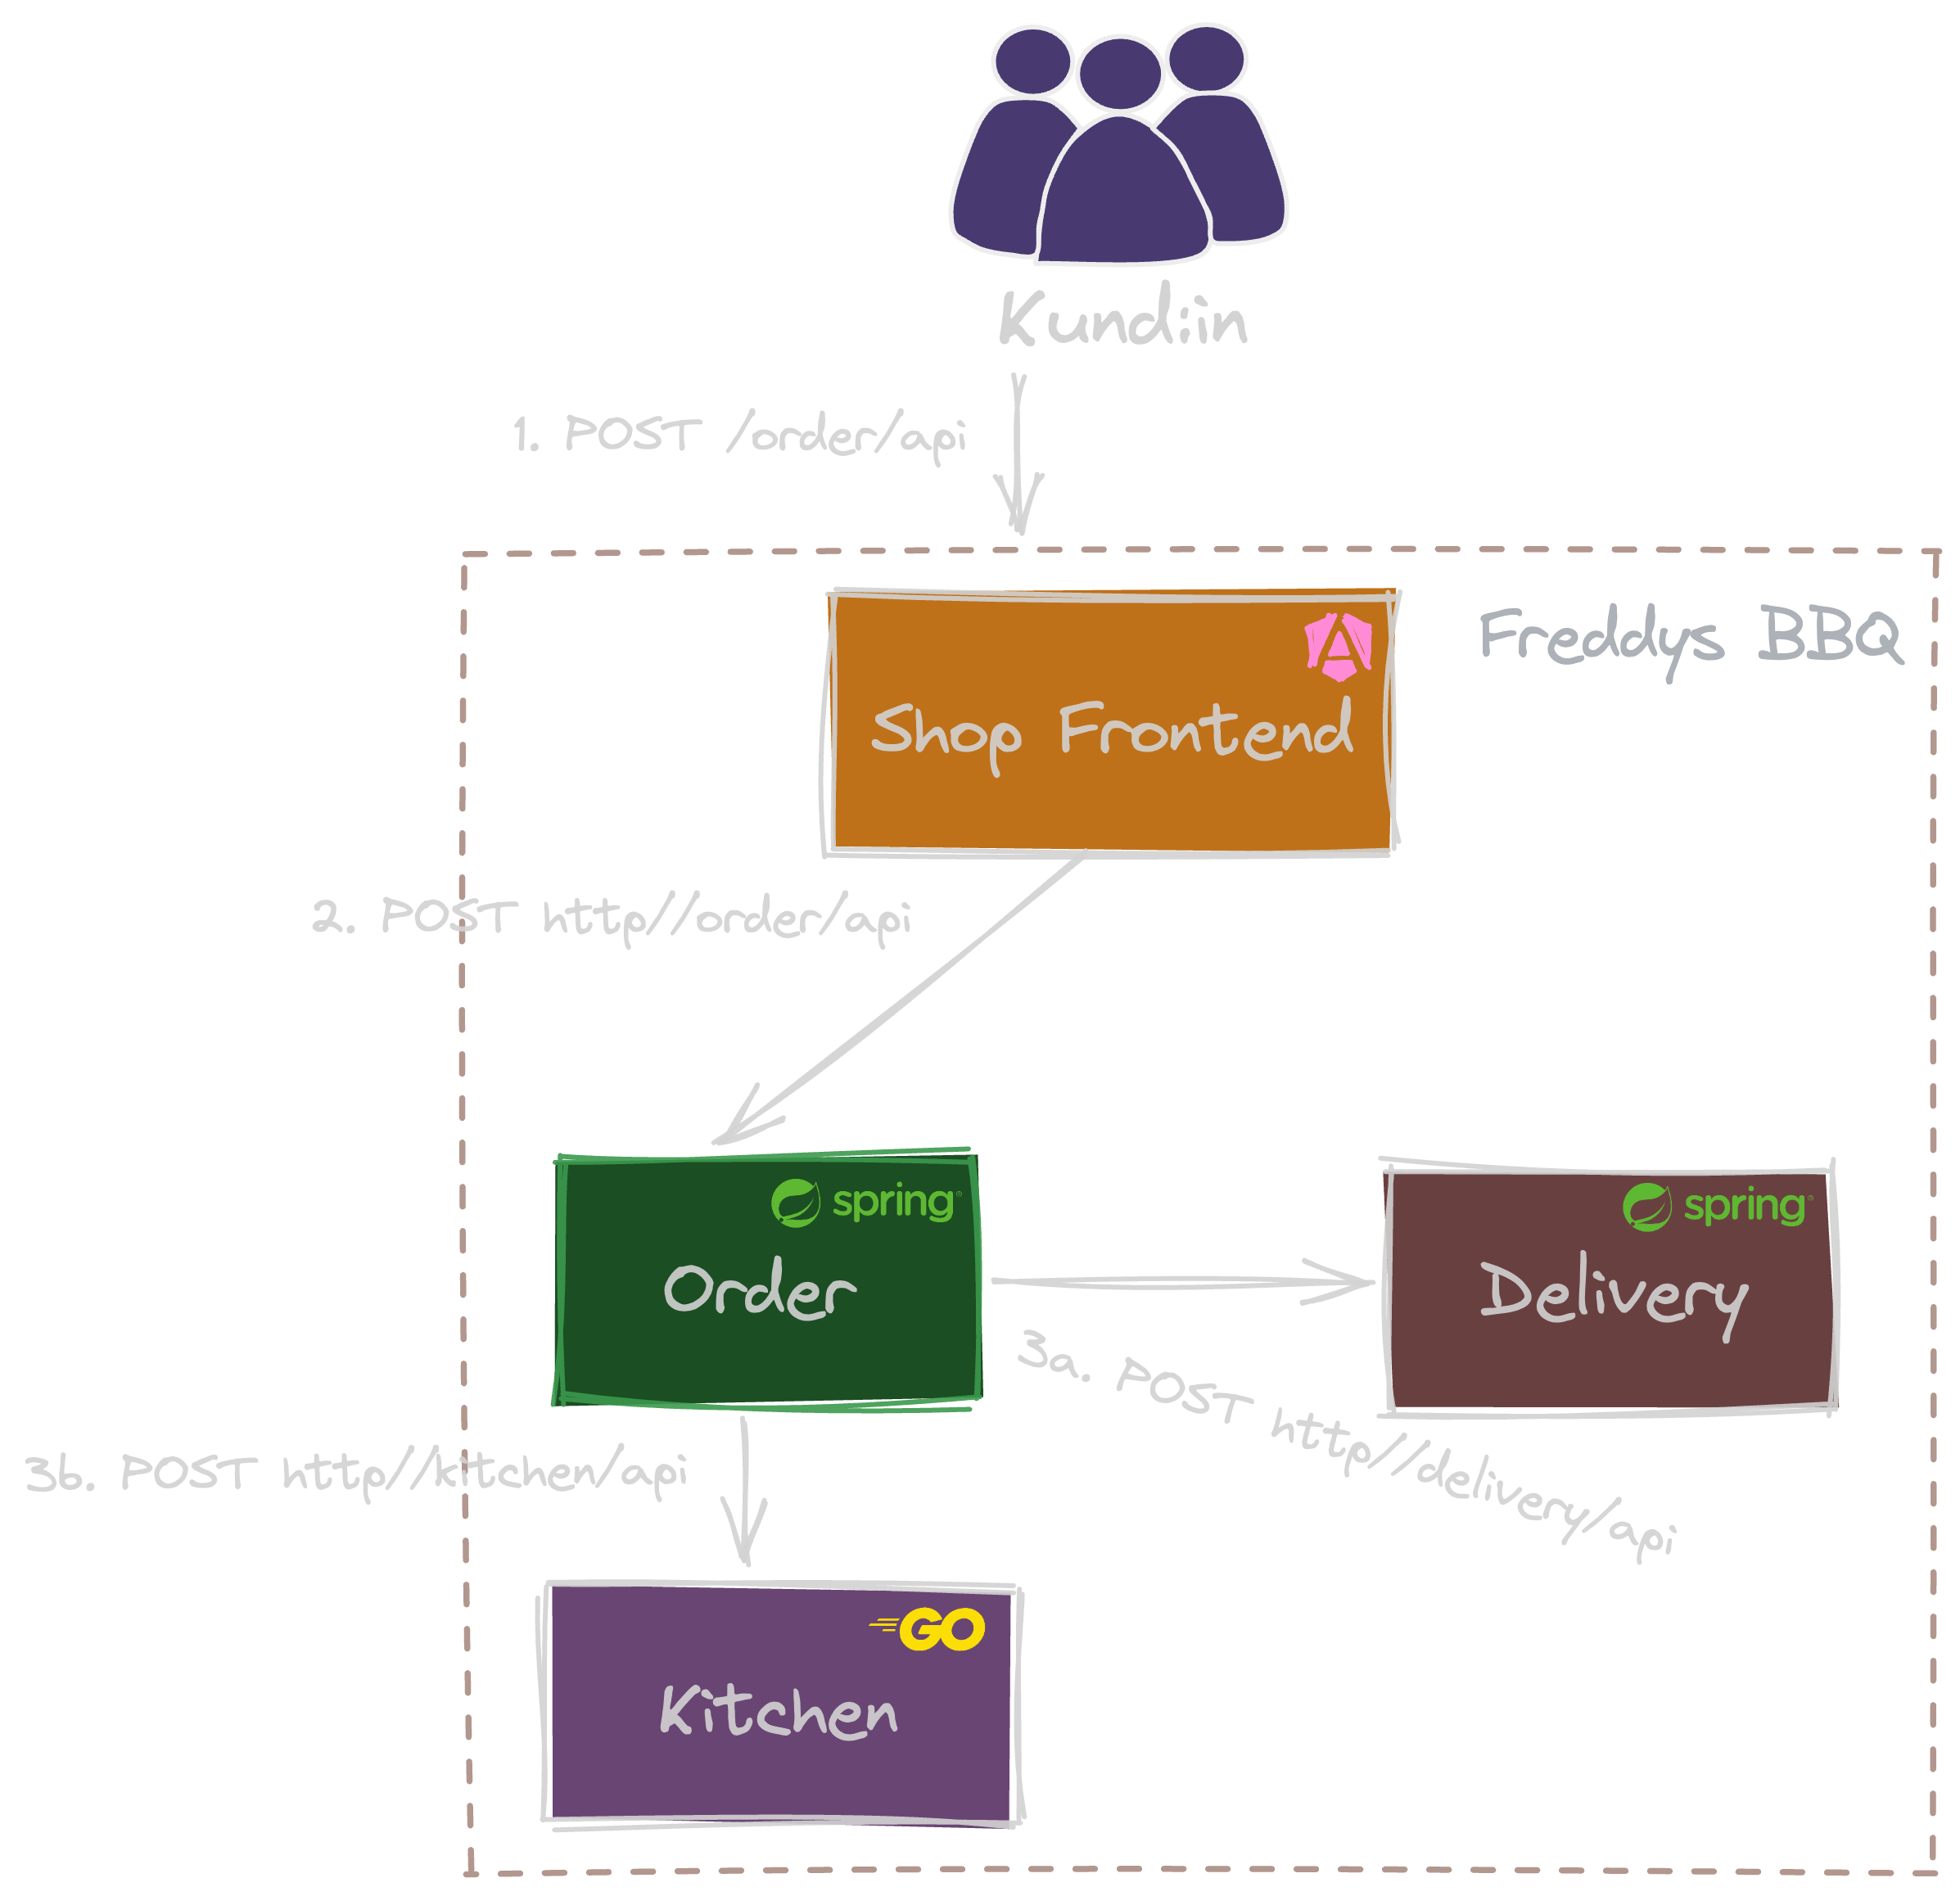 Kund:in
1. POST /order/api
Freddys BBQ
Shop Frontend
2. POST http//order/api
spring
Order
spring
Delivery
3a. POST http//delivery/api
3b. POST http//kitchen/api
GO
Kitchen